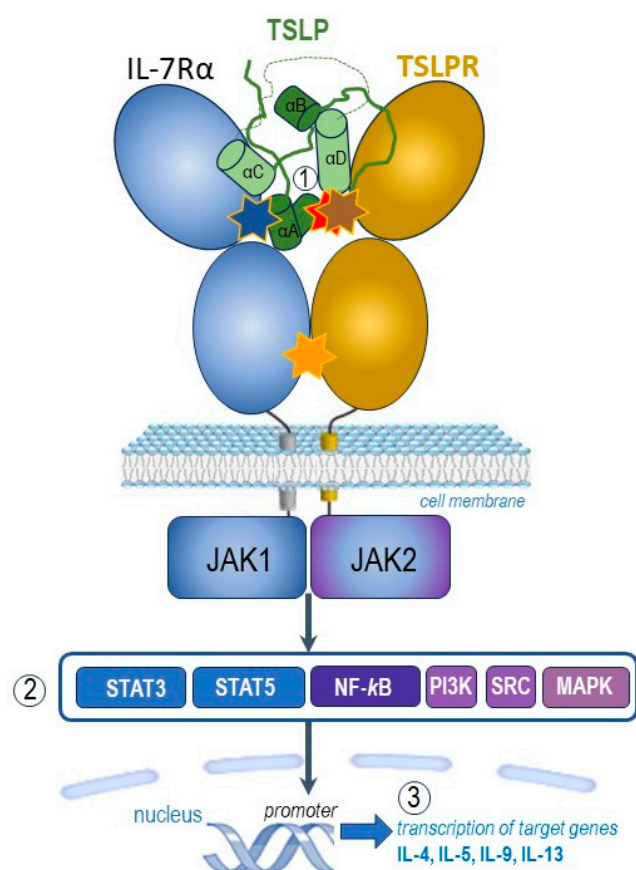 TSLP
IL-7Rα
TSLPR
αB
αC
αD
1
αA
cell membrane
JAK1
JAK2
2
STAT3
STAT5
NF-kB
PI3K
SRC
MAPK
3
nucleus
promoter
transcription of target genes
IL-4, IL-5, IL-9, IL-13